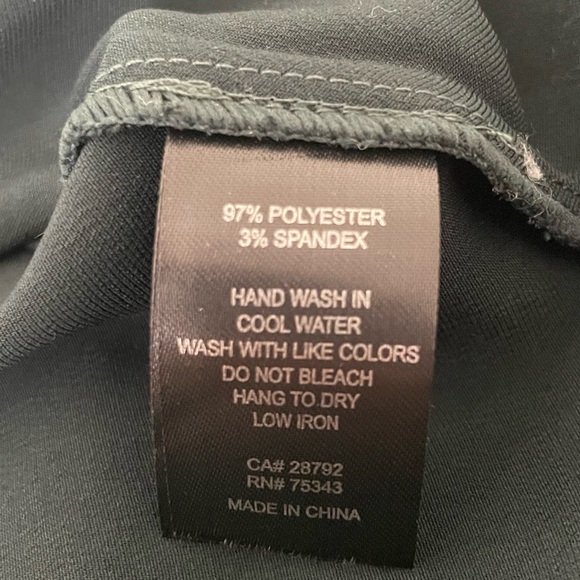 97% POLYESTER
3% SPANDEX
HAND WASH IN
COOL WATER
WASH WITH LIKE COLORS
DO NOT BLEACH
HANG TO DRY
LOW IRON
CA# 28792
RN# 75343
MADE IN CHINA